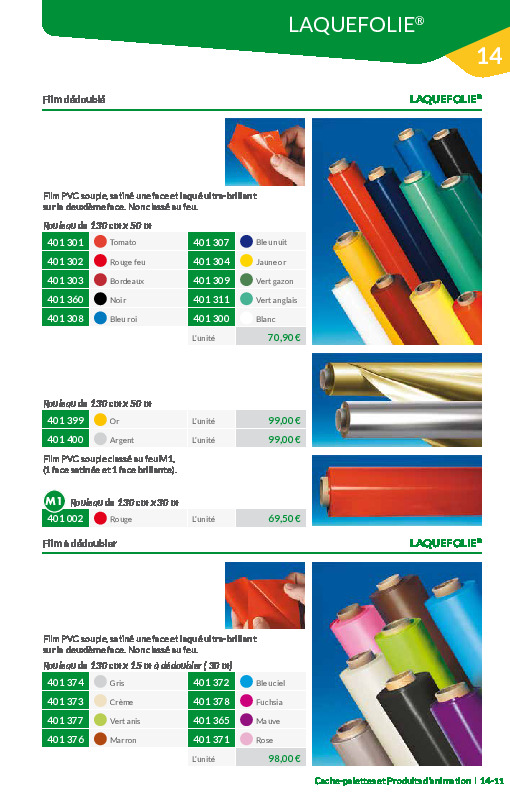 LAQUEFOLIE®
14
Film dédoublé LAQUEFOLIE®
Film PVC souple, satiné une face et laqué ultra-brillant
sur la deuxième face. Non classé au feu.
Rouleau de 130 cm x 50 m
401 301 Tomato 401 307 Bleu nuit
401 302 Rouge feu 401 304 Jaune or
401 303 Bordeaux 401 309 Vert gazon
401 360 Noir 401 311 Vert anglais
401 308 Bleu roi 401 300 Blanc
L'unité 70,90 €
Rouleau de 130 cm x 50 m
401 399 Or L'unité 99,00 €
401 400 Argent L'unité 99,00 €
Film PVC souple classé au feu M1,
(1 face satinée et 1 face brillante).
M1 Rouleau de 130 cm x 30 m
401 002 Rouge L'unité 69,50 €
Film à dédoubler LAQUEFOLIE®
Film PVC souple, satiné une face et laqué ultra-brillant
sur la deuxième face. Non classé au feu.
Rouleau de 130 cm x 15 m à dédoubler ( 30 m)
401 374 Gris 401 372 Bleu ciel
401 373 Crème 401 378 Fuchsia
401 377 Vert anis 401 365 Mauve
401 376 Marron 401 371 Rose
L'unité 98,00 €
Cache-palettes et Produits d'animation | 14-11